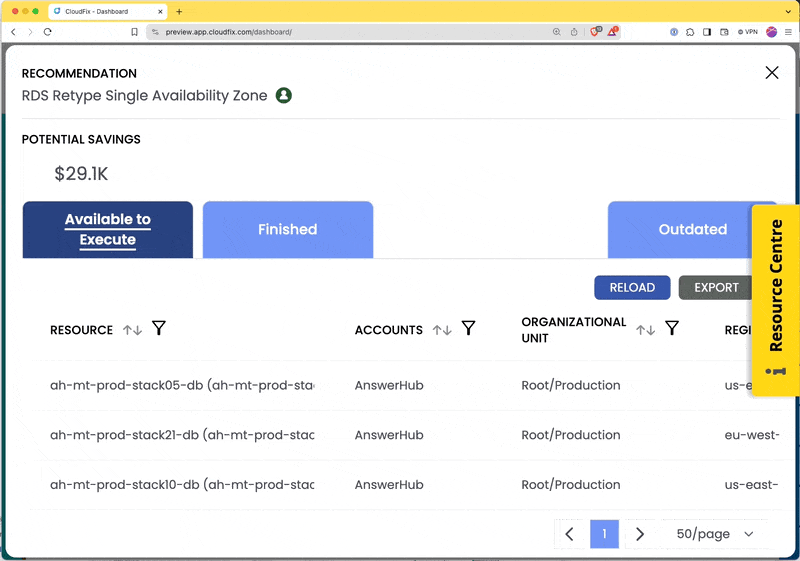 CloudFix - Dashboard
preview.app.cloudfix.com/dashboard/
VPN
RECOMMENDATION
RDS Retype Single Availability Zone
POTENTIAL SAVINGS
$29.1K
Available to
Execute
Finished
Outdated
Resource Centre
RELOAD
EXPORT
RESOURCE
ACCOUNTS
ORGANIZATIONAL
UNIT
REGI
ah-mt-prod-stack05-db (ah-mt-prod-sta
AnswerHub
Root/Production
us-e
ah-mt-prod-stack21-db (ah-mt-prod-stac
AnswerHub
Root/Production
eu-west-
ah-mt-prod-stack10-db (ah-mt-prod-stac
AnswerHub
Root/Production
us-east-
1
50/page